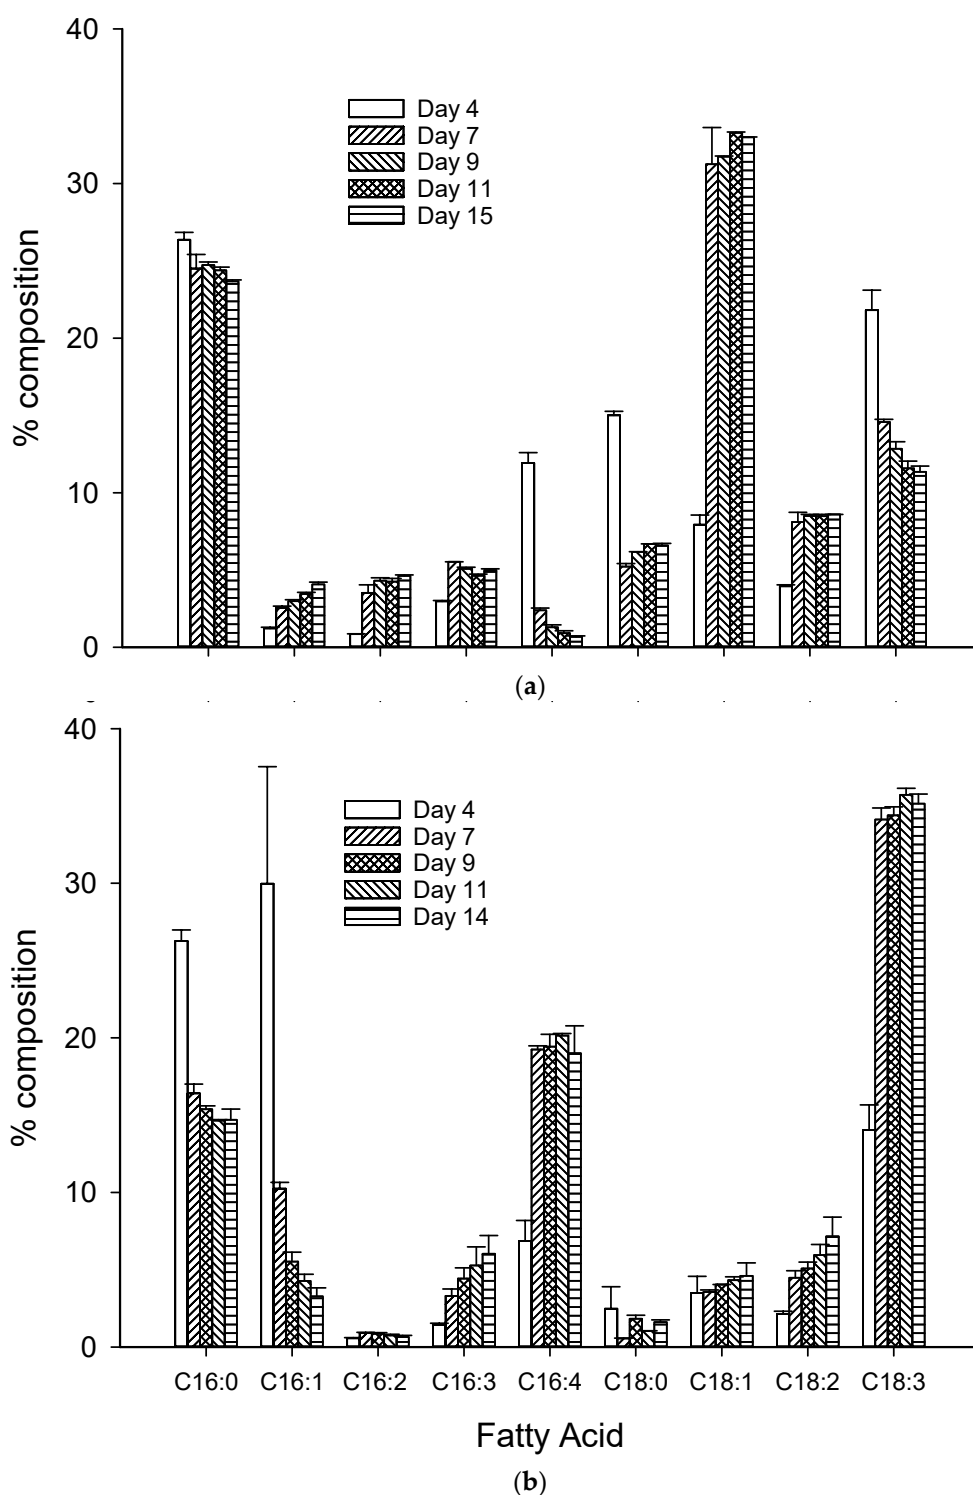 40
30
20
10
0
% composition
Day 4
Day 7
Day 9
Day 11
Day 15
(a)
40
30
20
10
0
% composition
Day 4
Day 7
Day 9
Day 11
Day 14
C16:0 C16:1 C16:2 C16:3 C16:4 C18:0 C18:1 C18:2 C18:3
Fatty Acid
(b)